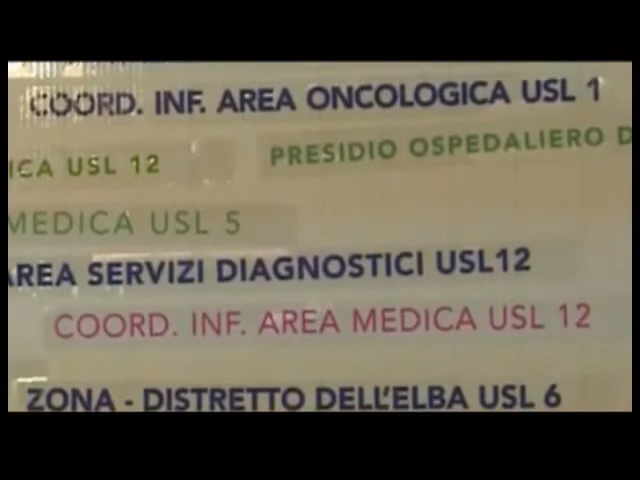 COORD. INF. AREA ONCOLOGICA USL 1
ICA USL 12
PRESIDIO OSPEDALIERO D
MEDICA USL 5
AREA SERVIZI DIAGNOSTICI USL12
COORD. INF. AREA MEDICA USL 12
ZONA - DISTRETTO DELL'ELBA USL 6